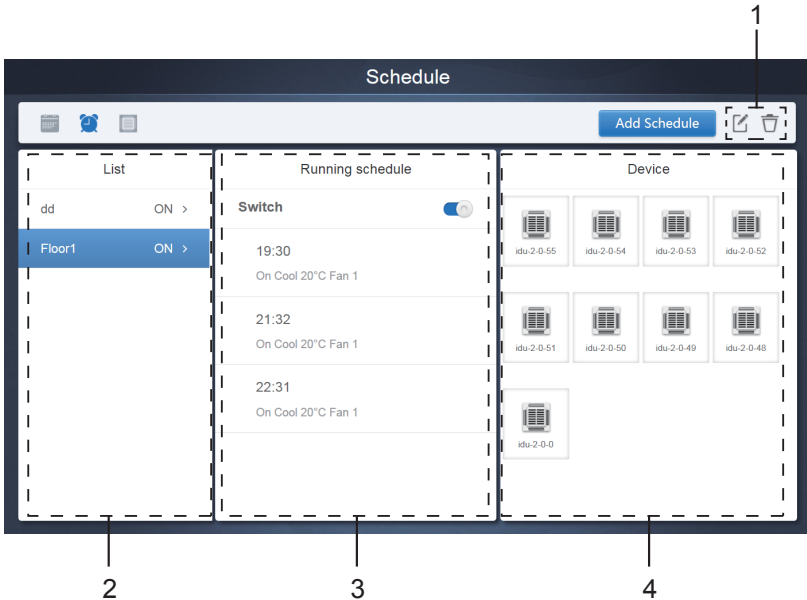 1
Schedule
Add Schedule
List
Running schedule
Device
dd ON >
Switch
Floor1 ON >
19:30
On Cool 20°C Fan 1
21:32
On Cool 20°C Fan 1
22:31
On Cool 20°C Fan 1
idu-2-0-55 idu-2-0-54 idu-2-0-53 idu-2-0-52
idu-2-0-51 idu-2-0-50 idu-2-0-49 idu-2-0-48
idu-2-0-0
2 3 4